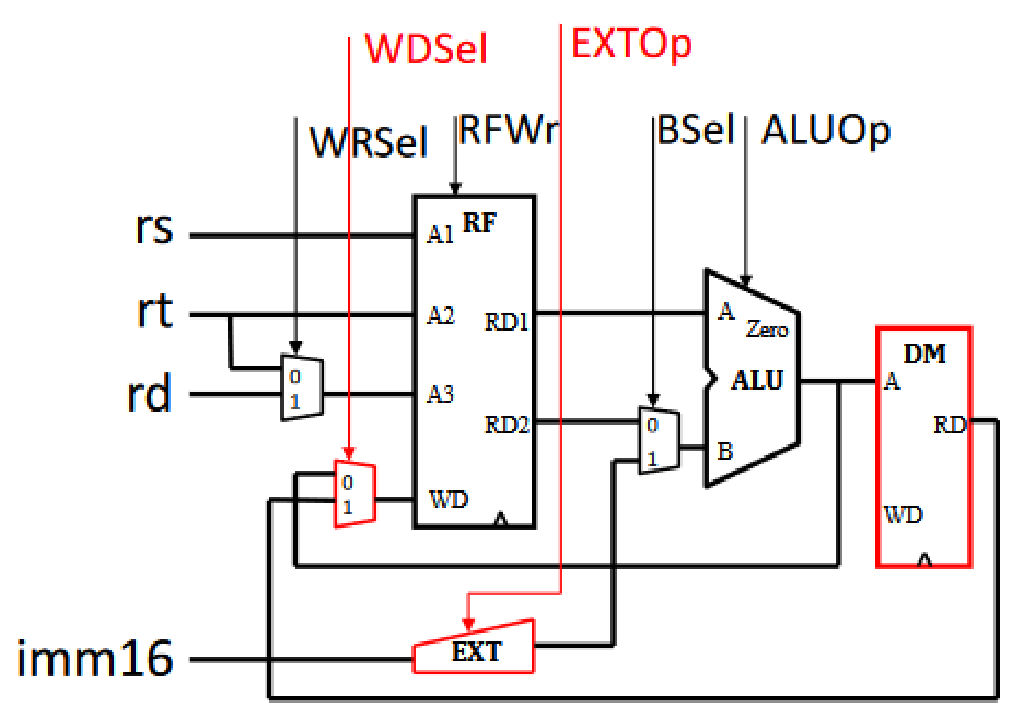 WDSel
EXTOp
WRSel
RFWr
BSel
ALUOp
rs
A1 RF
rt
A2
RD1
A
Zero
DM
0
1
rd
A3
ALU
A
RD2
0
1
B
RD
0
1
WD
WD
imm16
EXT